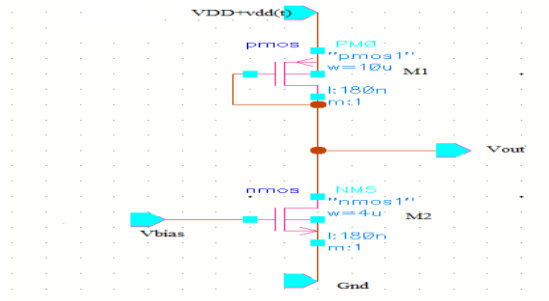 VDD+vdd(t)
pmos PM0
"pmos1"
w=10u M1
l:180n
m:1
Vout
nmos NM5
"nmos1"
w=4u M2
Vbias
l:180n
m:1
Gnd